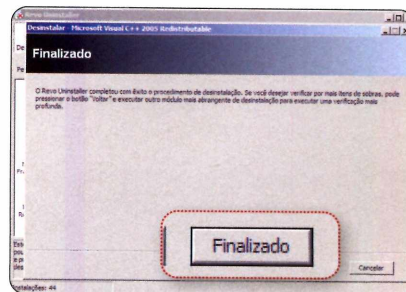 Revo Uninstaller
Desinstalar - Microsoft Visual C++ 2005 Redistributable
Finalizado
O Revo Uninstaller completou com êxito o procedimento de desinstalação. Se você desejar verificar por mais itens de sobras, pode
pressionar o botão "Voltar" e executar outro módulo mais abrangente de desinstalação para executar uma verificação mais
profunda.
Finalizado
Cancelar
Instalações: 44